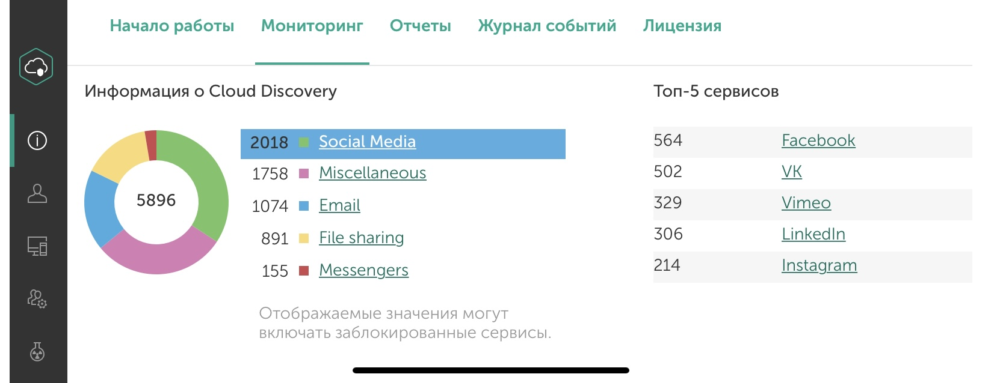 Начало работы Мониторинг Отчеты Журнал событий Лицензия
Информация о Cloud Discovery
5896
2018 Social Media
1758 Miscellaneous
1074 Email
891 File sharing
155 Messengers
Отображаемые значения могут
включать заблокированные сервисы.
Топ-5 сервисов
564 Facebook
502 VK
329 Vimeo
306 LinkedIn
214 Instagram